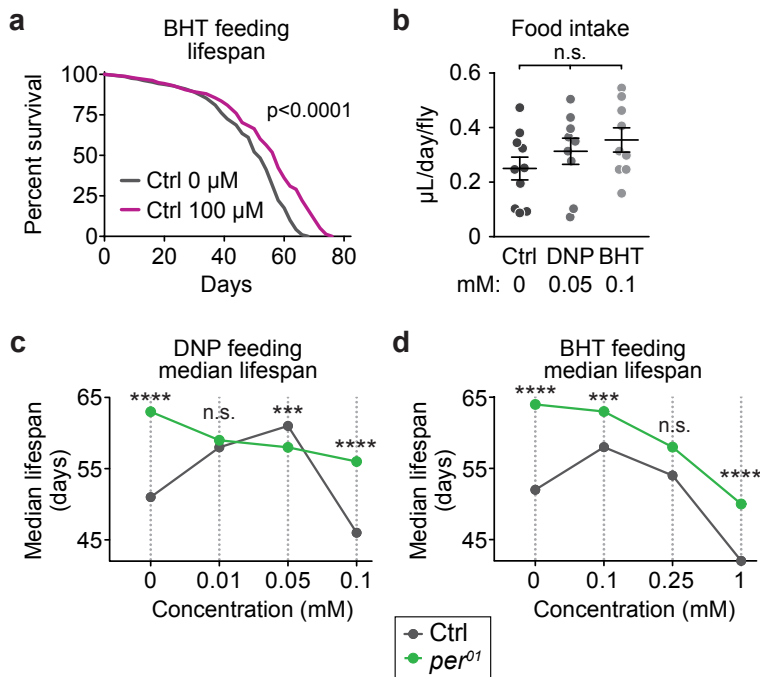 a
BHT feeding
lifespan
100
75
50
25
0
Percent survival
p<0.0001
Ctrl 0 μM
Ctrl 100 μM
0 20 40 60 80
Days
b
Food intake
n.s.
0.6
0.4
0.2
0
μL/day/fly
Ctrl DNP BHT
mM: 0 0.05 0.1
c
DNP feeding
median lifespan
65
55
45
Median lifespan
(days)
**** n.s. *** ****
0 0.01 0.05 0.1
Concentration (mM)
d
BHT feeding
median lifespan
65
55
45
Median lifespan
(days)
**** *** n.s. ****
0 0.1 0.25 1
Concentration (mM)
Ctrl
per⁰¹